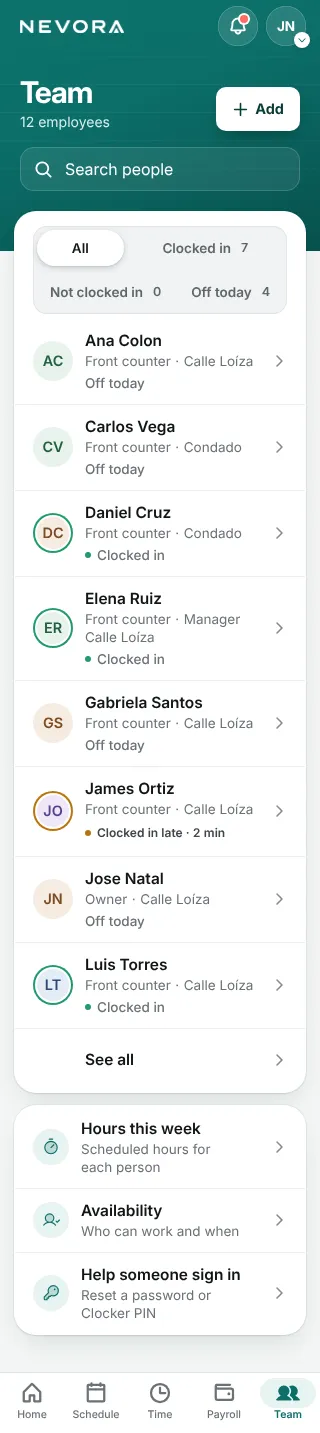 NEVORA
JN
Team
12 employees
Add
Search people
All
Clocked in 7
Not clocked in 0
Off today 4
Ana Colon
AC
Front counter · Calle Loíza
Off today
Carlos Vega
CV
Front counter · Condado
Off today
Daniel Cruz
DC
Front counter · Condado
Clocked in
Elena Ruiz
ER
Front counter · Manager
Calle Loíza
Clocked in
Gabriela Santos
GS
Front counter · Calle Loíza
Off today
James Ortiz
JO
Front counter · Calle Loíza
Clocked in late · 2 min
Jose Natal
JN
Owner · Calle Loíza
Off today
Luis Torres
LT
Front counter · Calle Loíza
Clocked in
See all
Hours this week
Scheduled hours for
each person
Availability
Who can work and when
Help someone sign in
Reset a password or
Clocker PIN
Home
Schedule
Time
Payroll
Team